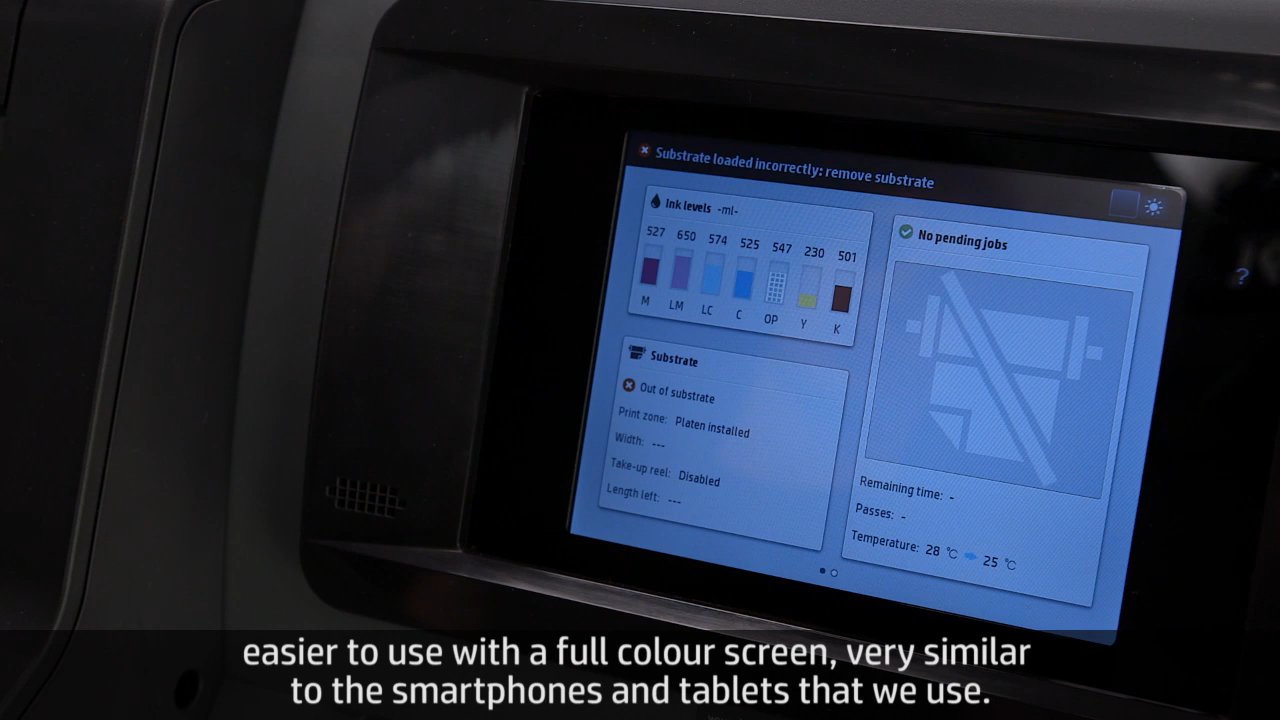 Substrate loaded incorrectly: remove substrate
Ink levels -ml-
527 650 574 525 547 230 501
M LM LC C OP Y K
Substrate
Out of substrate
Print zone: Platen installed
Width: ---
Take-up reel: Disabled
Length left: ---
No pending jobs
Remaining time: -
Passes: -
Temperature: 28 °C 25 °C
?
easier to use with a full colour screen, very similar
to the smartphones and tablets that we use.